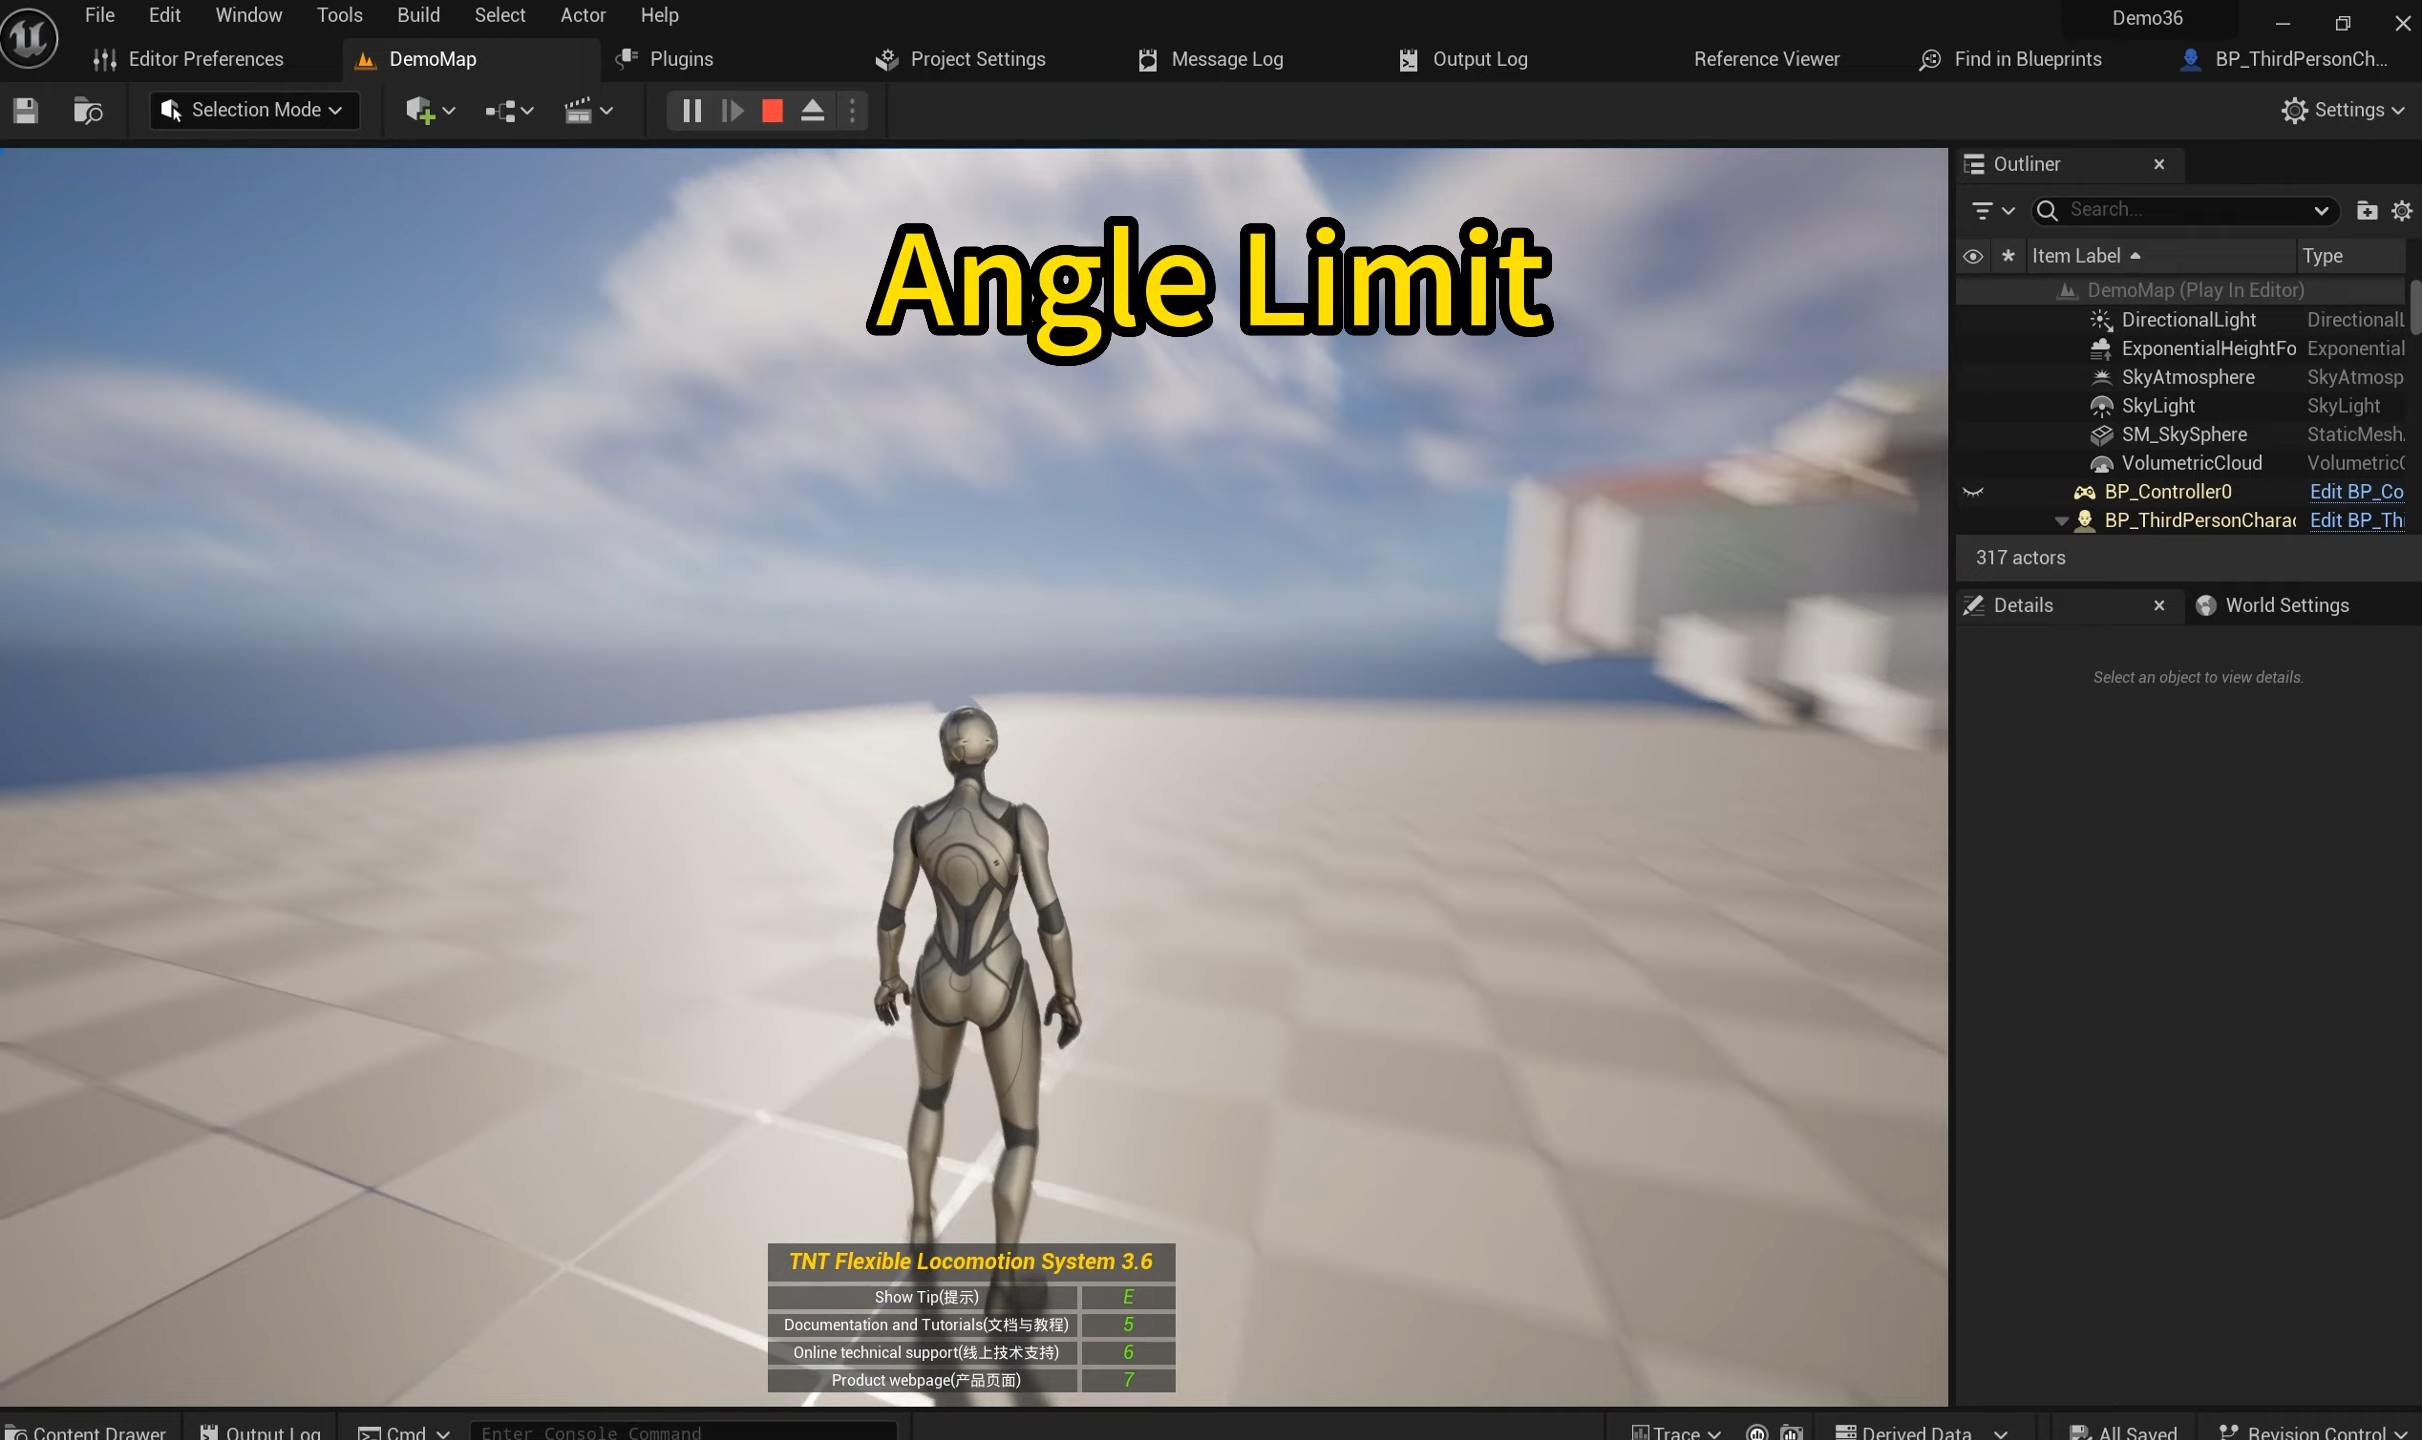 File Edit Window Tools Build Select Actor Help Demo36
Editor Preferences DemoMap Plugins Project Settings Message Log Output Log Reference Viewer Find in Blueprints BP_ThirdPersonCh...
Selection Mode Settings
Outliner
Search...
Item Label Type
DemoMap (Play In Editor)
DirectionalLight DirectionalL
ExponentialHeightFo Exponential
SkyAtmosphere SkyAtmosp
SkyLight SkyLight
SM_SkySphere StaticMesh
VolumetricCloud VolumetricC
BP_Controller0 Edit BP_Co
BP_ThirdPersonCharac Edit BP_Thi
317 actors
Details World Settings
Select an object to view details.
Angle Limit
TNT Flexible Locomotion System 3.6
Show Tip(提示) E
Documentation and Tutorials(文档与教程) 5
Online technical support(线上技术支持) 6
Product webpage(产品页面) 7
Content Drawer Output Log Cmd Enter Console Command Trace Derived Data All Saved Revision Control